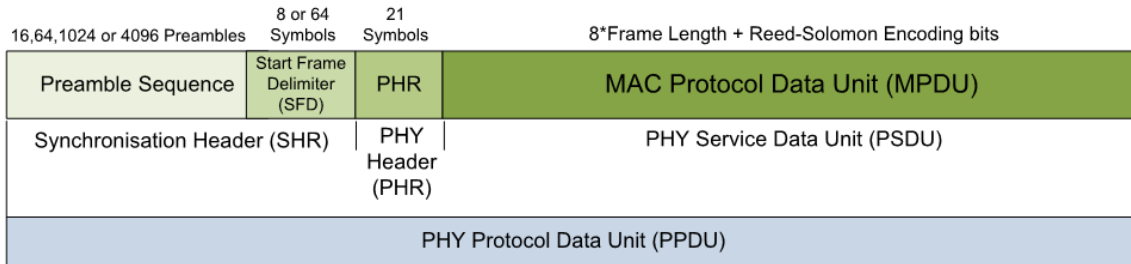 8 or 64
21
16,64,1024 or 4096 Preambles
Symbols
Symbols
8*Frame Length + Reed-Solomon Encoding bits
Preamble Sequence
Start Frame
Delimiter
(SFD)
PHR
MAC Protocol Data Unit (MPDU)
Synchronisation Header (SHR)
PHY
Header
(PHR)
PHY Service Data Unit (PSDU)
PHY Protocol Data Unit (PPDU)